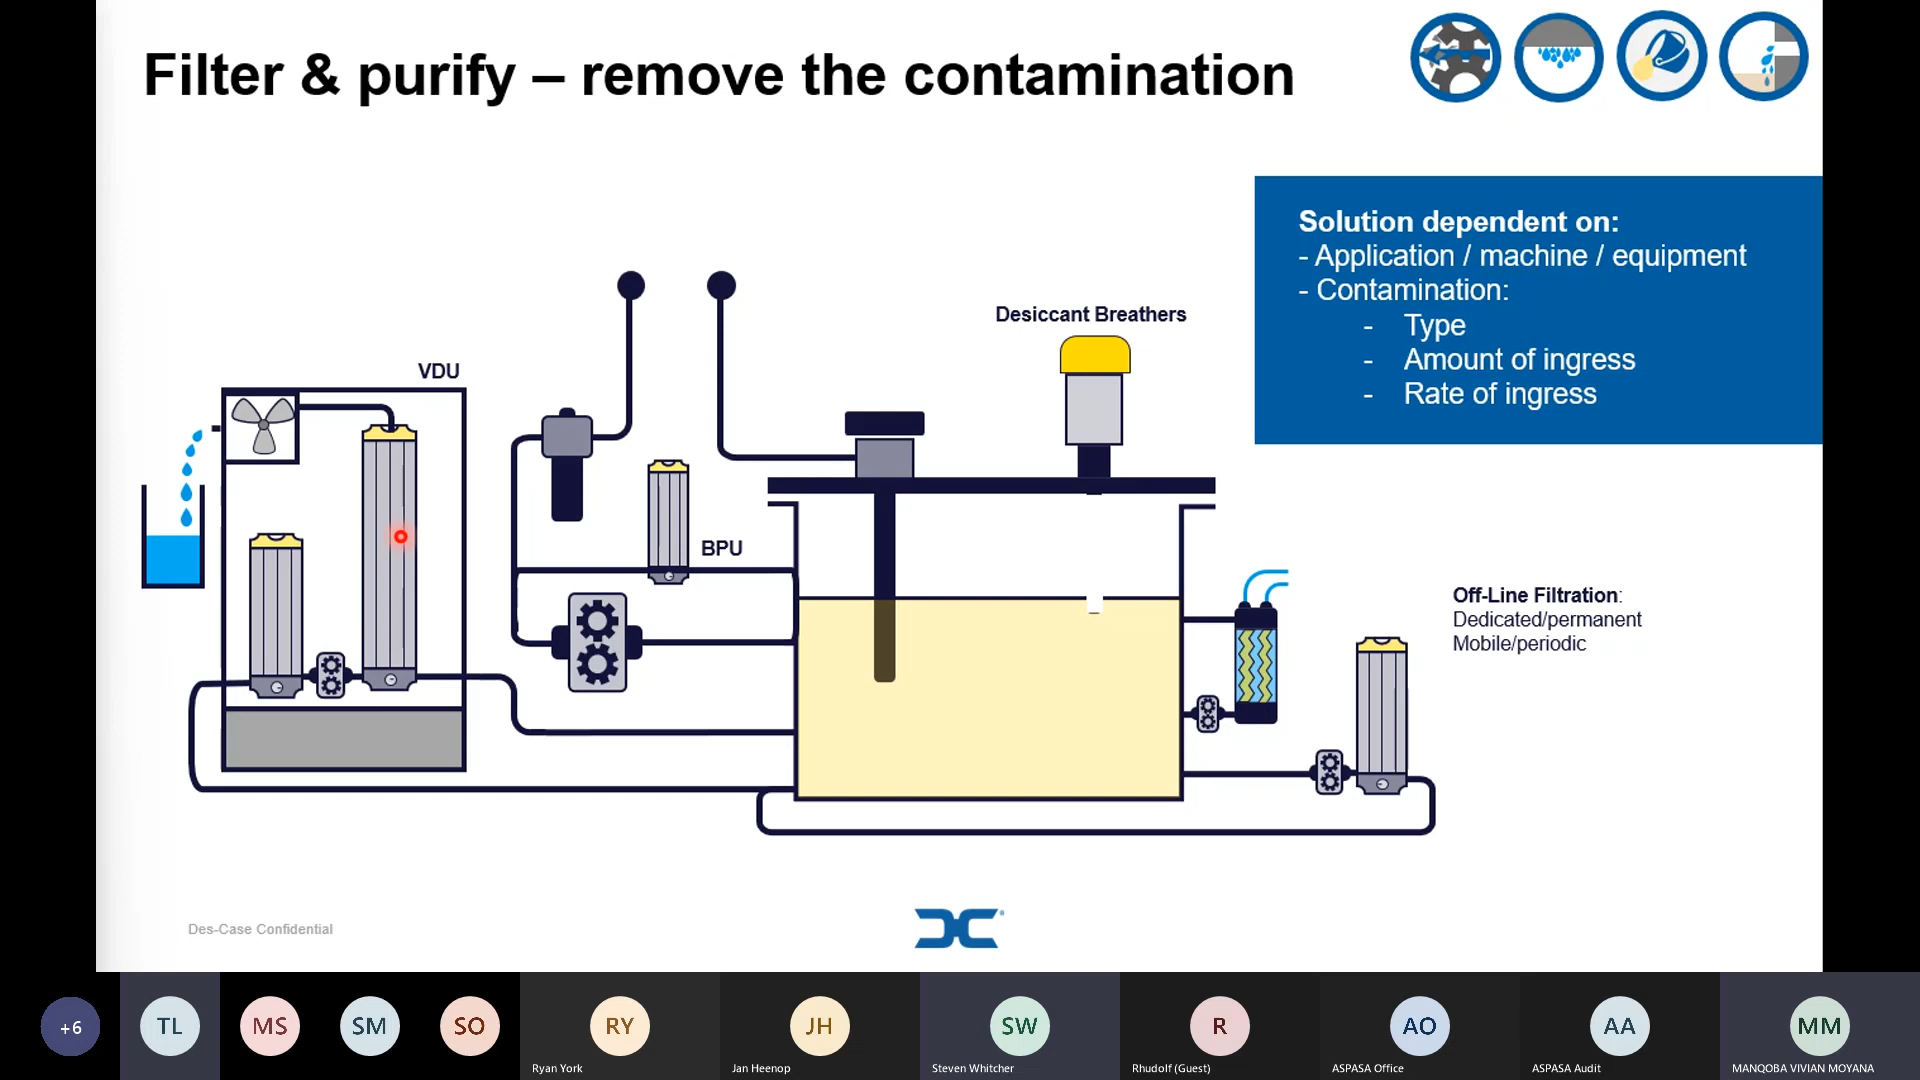 Filter & purify – remove the contamination
Solution dependent on:
- Application / machine / equipment
- Contamination:
- Type
- Amount of ingress
- Rate of ingress
Desiccant Breathers
VDU
BPU
Off-Line Filtration:
Dedicated/permanent
Mobile/periodic
Des-Case Confidential
+6
TL
MS
SM
SO
RY
JH
SW
R
AO
AA
MM
Ryan York
Jan Heenop
Steven Whitcher
Rhudolf (Guest)
ASPASA Office
ASPASA Audit
MANQOBA VIVIAN MOYANA